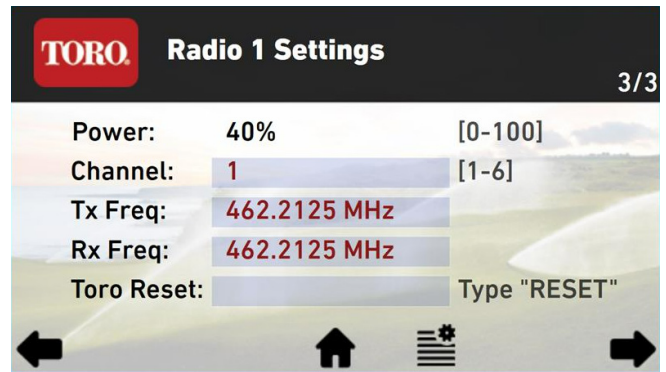 TORO. Radio 1 Settings
3/3
Power: 40% [0-100]
Channel: 1 [1-6]
Tx Freq: 462.2125 MHz
Rx Freq: 462.2125 MHz
Toro Reset: Type "RESET"